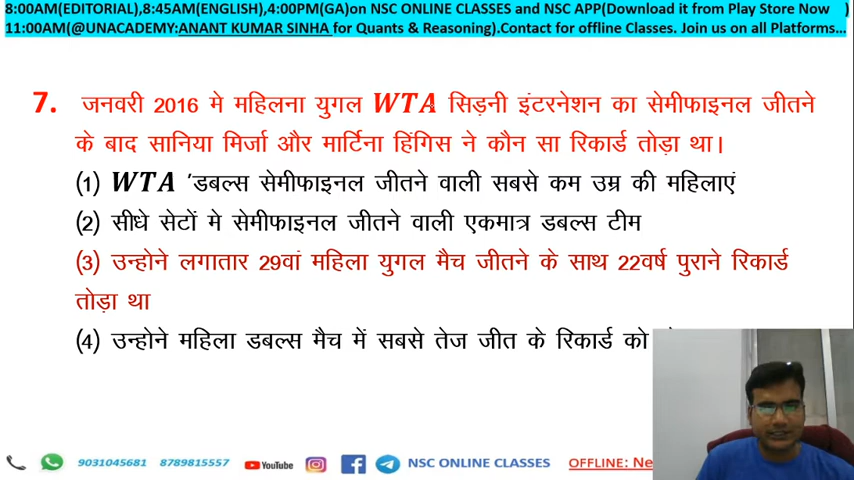 8:00AM(EDITORIAL),8:45AM(ENGLISH),4:00PM(GA)on NSC ONLINE CLASSES and NSC APP(Download it from Play Store Now )
11:00AM(@UNACADEMY:ANANT KUMAR SINHA for Quants & Reasoning).Contact for offline Classes. Join us on all Platforms...
7. जनवरी 2016 मे महिलना युगल WTA सिड़नी इंटरनेशन का सेमीफाइनल जीतने
के बाद सानिया मिर्जा और मार्टिना हिंगिस ने कौन सा रिकार्ड तोड़ा था।
(1) WTA 'डबल्स सेमीफाइनल जीतने वाली सबसे कम उम्र की महिलाएं
(2) सीधे सेटों मे सेमीफाइनल जीतने वाली एकमात्र डबल्स टीम
(3) उन्होने लगातार 29वां महिला युगल मैच जीतने के साथ 22वर्ष पुराने रिकार्ड
तोड़ा था
(4) उन्होने महिला डबल्स मैच में सबसे तेज जीत के रिकार्ड को
9031045681 8789815557 YouTube NSC ONLINE CLASSES OFFLINE: